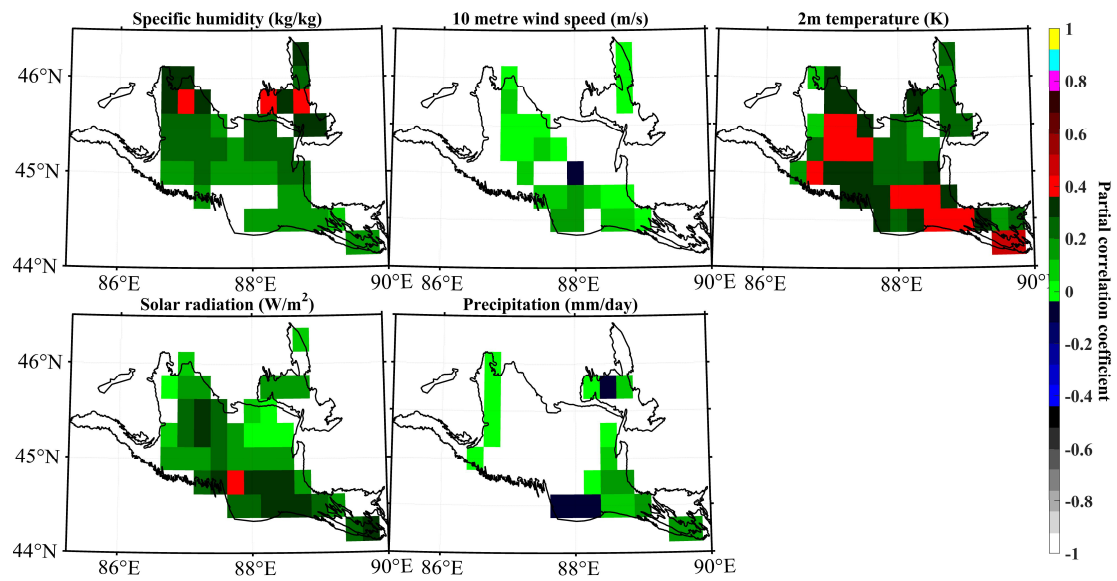 Specific humidity (kg/kg)
10 metre wind speed (m/s)
2m temperature (K)
46°N
45°N
44°N
86°E
88°E
90°E
86°E
88°E
90°E
86°E
88°E
90°
Solar radiation (W/m²)
Precipitation (mm/day)
46°N
45°N
44°N
86°E
88°E
90°E
86°E
88°E
90°E
1
0.8
0.6
0.4
0.2
0
-0.2
-0.4
-0.6
-0.8
-1
Partial correlation coefficient